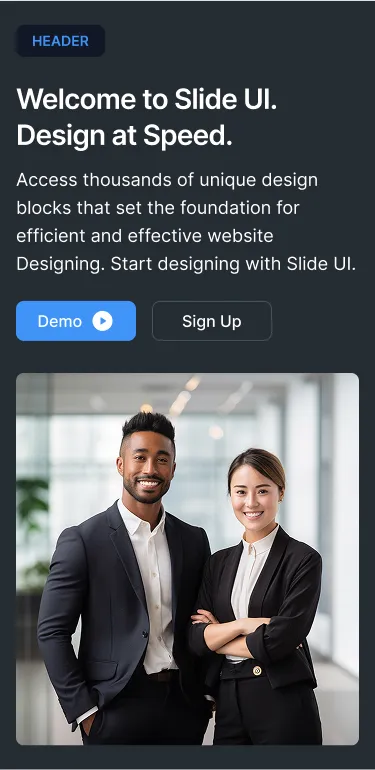 HEADER
Welcome to Slide UI.
Design at Speed.
Access thousands of unique design
blocks that set the foundation for
efficient and effective website
Designing. Start designing with Slide UI.
Demo
Sign Up